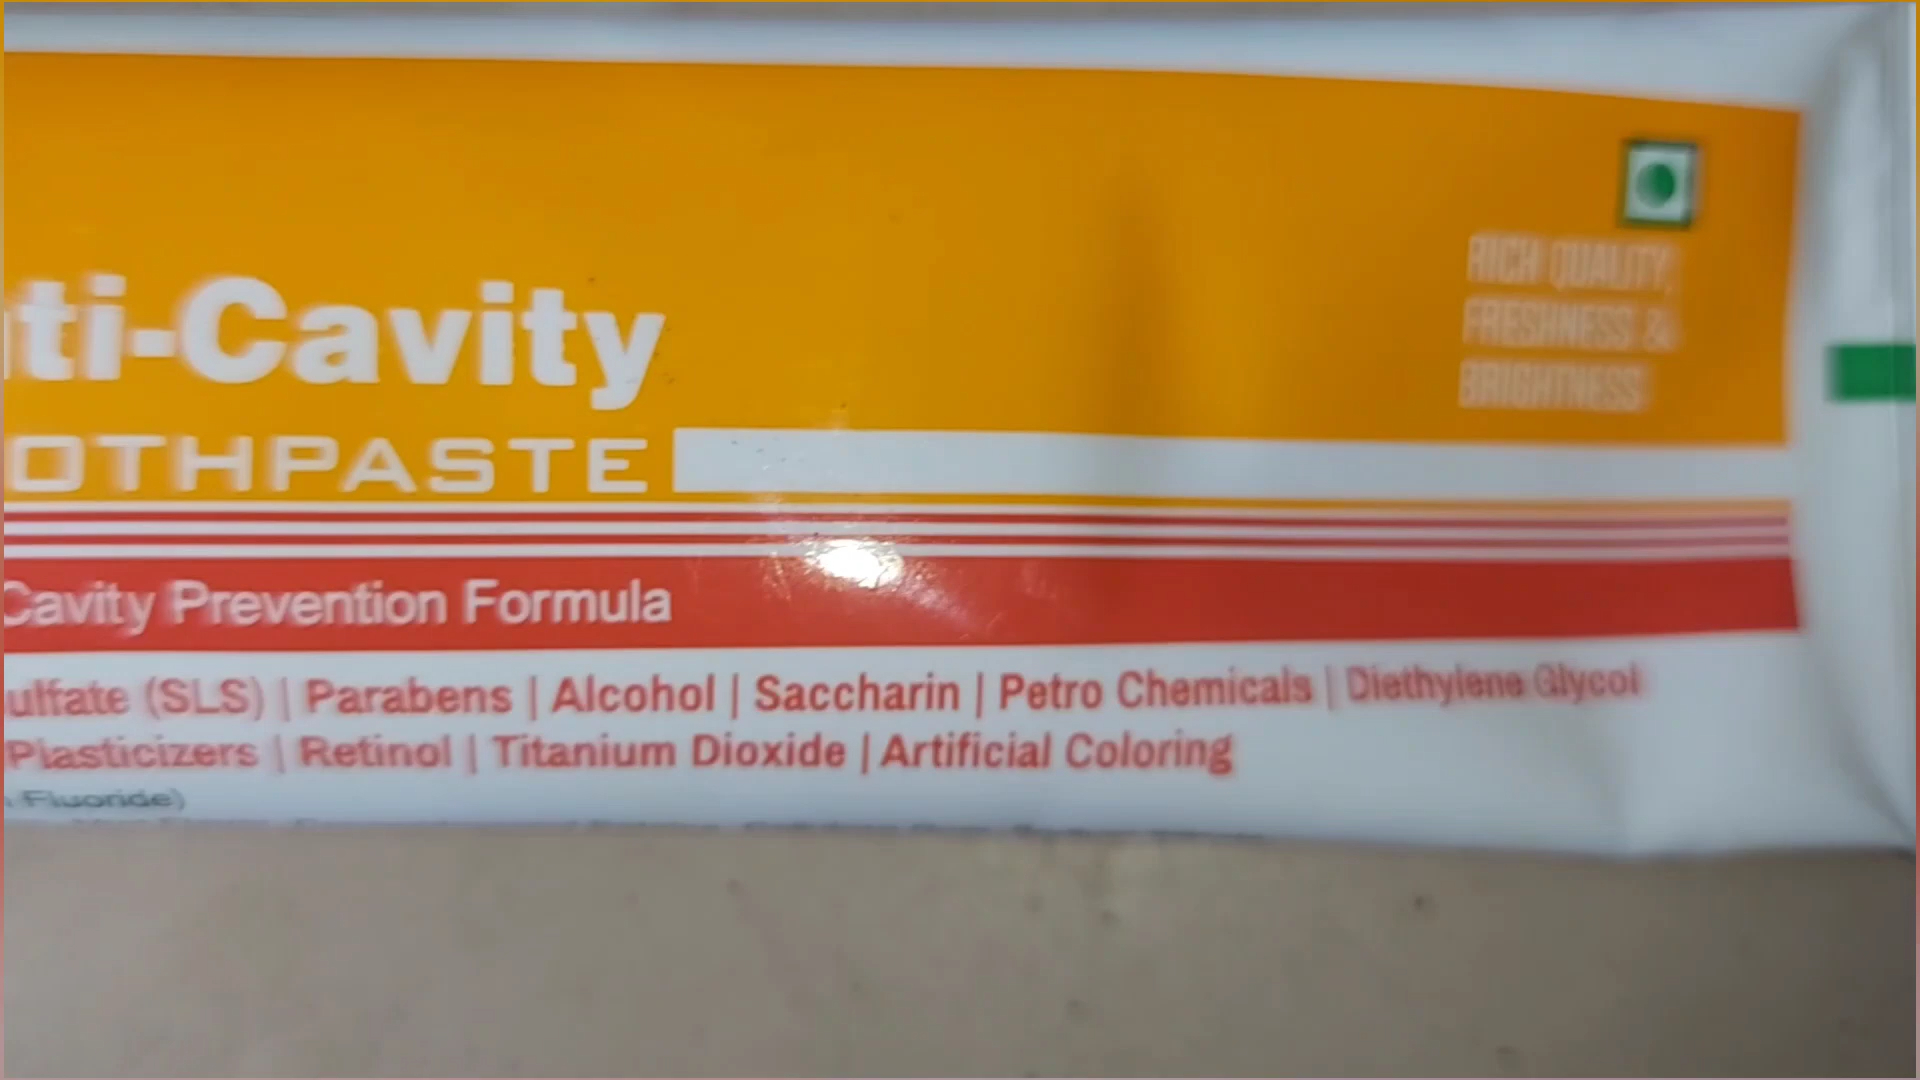 ti-Cavity
OTHPASTE
RICH QUALITY,
FRESHNESS &
BRIGHTNESS
Cavity Prevention Formula
ulfate (SLS) | Parabens | Alcohol | Saccharin | Petro Chemicals | Diethylene Glycol
Plasticizers | Retinol | Titanium Dioxide | Artificial Coloring
Fluoride)